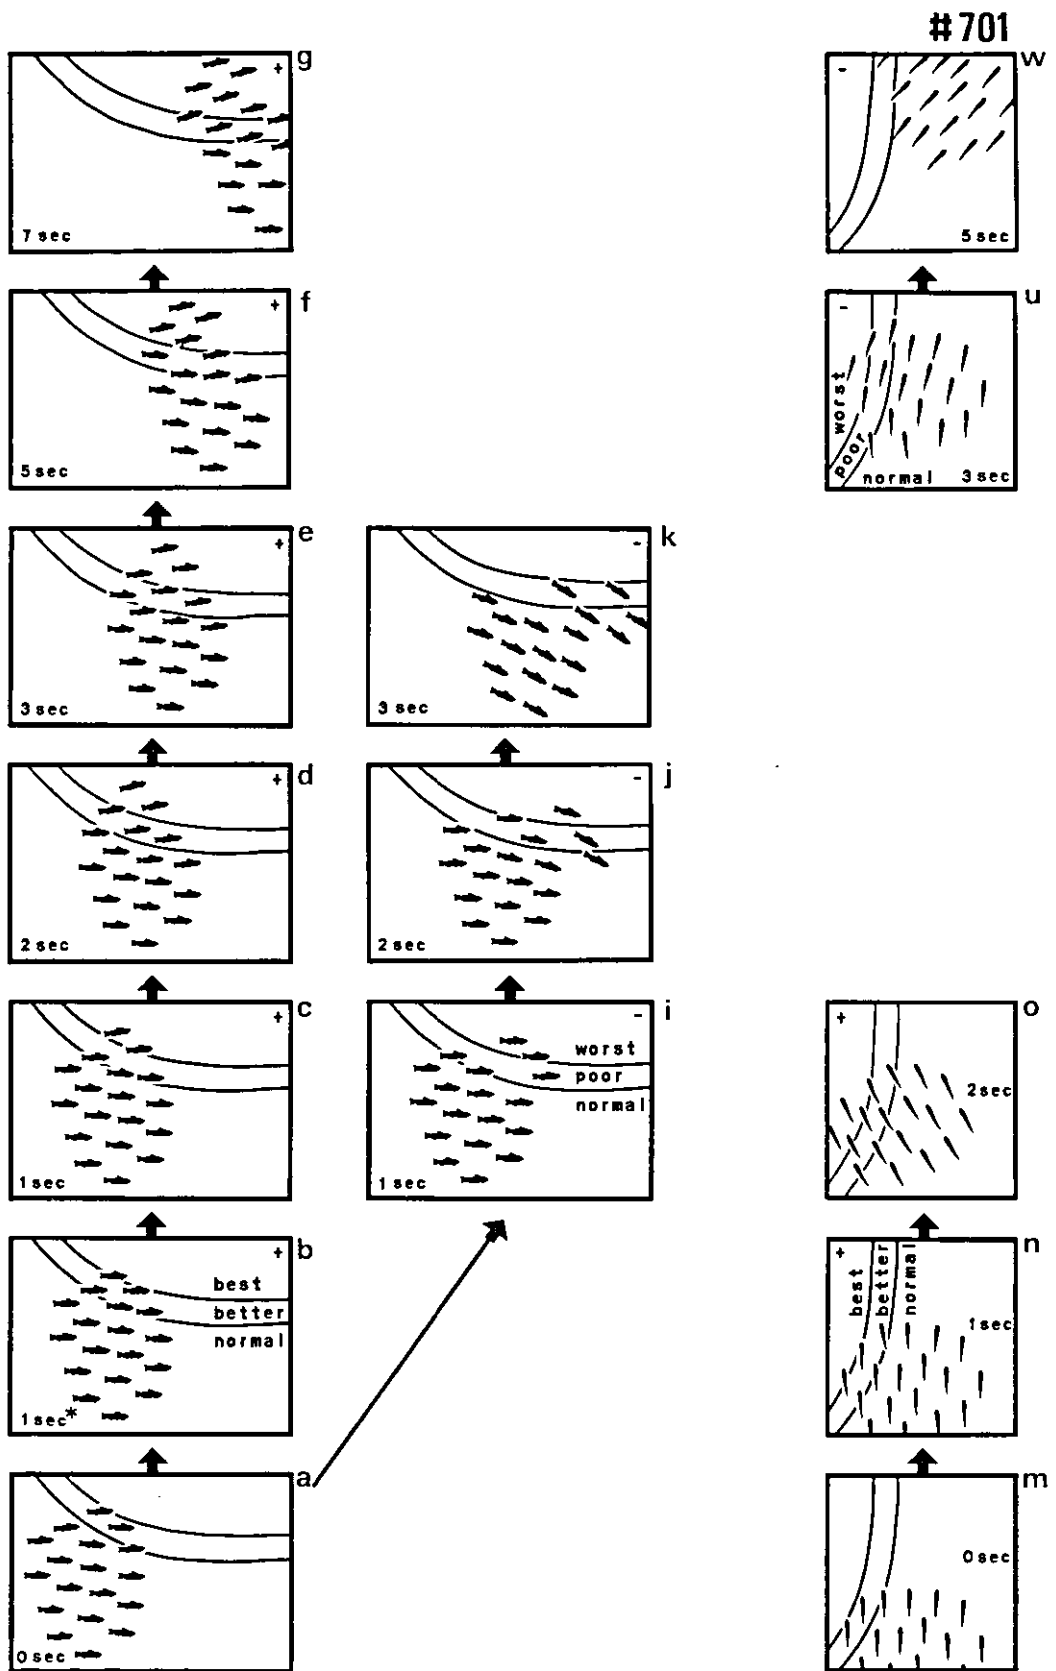 #701
g
+
7 sec
w
-
5 sec
f
+
5 sec
u
-
worst
poor
normal
3 sec
e
+
3 sec
k
-
3 sec
d
+
2 sec
j
-
2 sec
c
+
1 sec
i
-
worst
poor
normal
1 sec
o
+
2 sec
b
+
best
better
normal
1 sec*
n
+
best
better
normal
1 sec
a
0 sec
m
0 sec